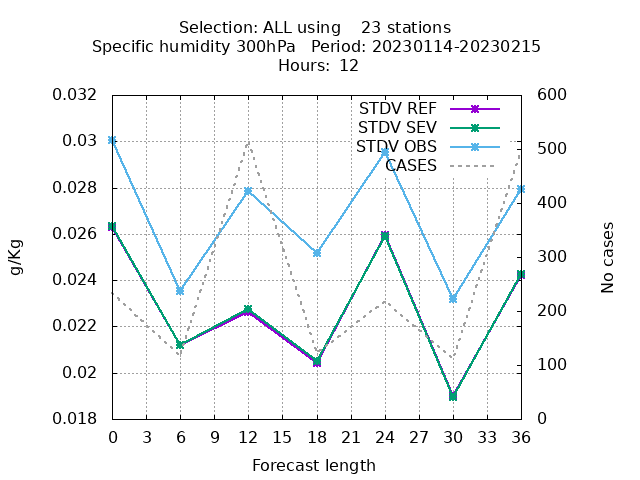 Selection: ALL using    23 stations
Specific humidity 300hPa   Period: 20230114-20230215
Hours:  12
0.032
0.03
0.028
0.026
0.024
0.022
0.02
0.018
g/Kg
STDV REF
STDV SEV
STDV OBS
CASES
600
500
400
300
200
100
0
No cases
0 3 6 9 12 15 18 21 24 27 30 33 36
Forecast length